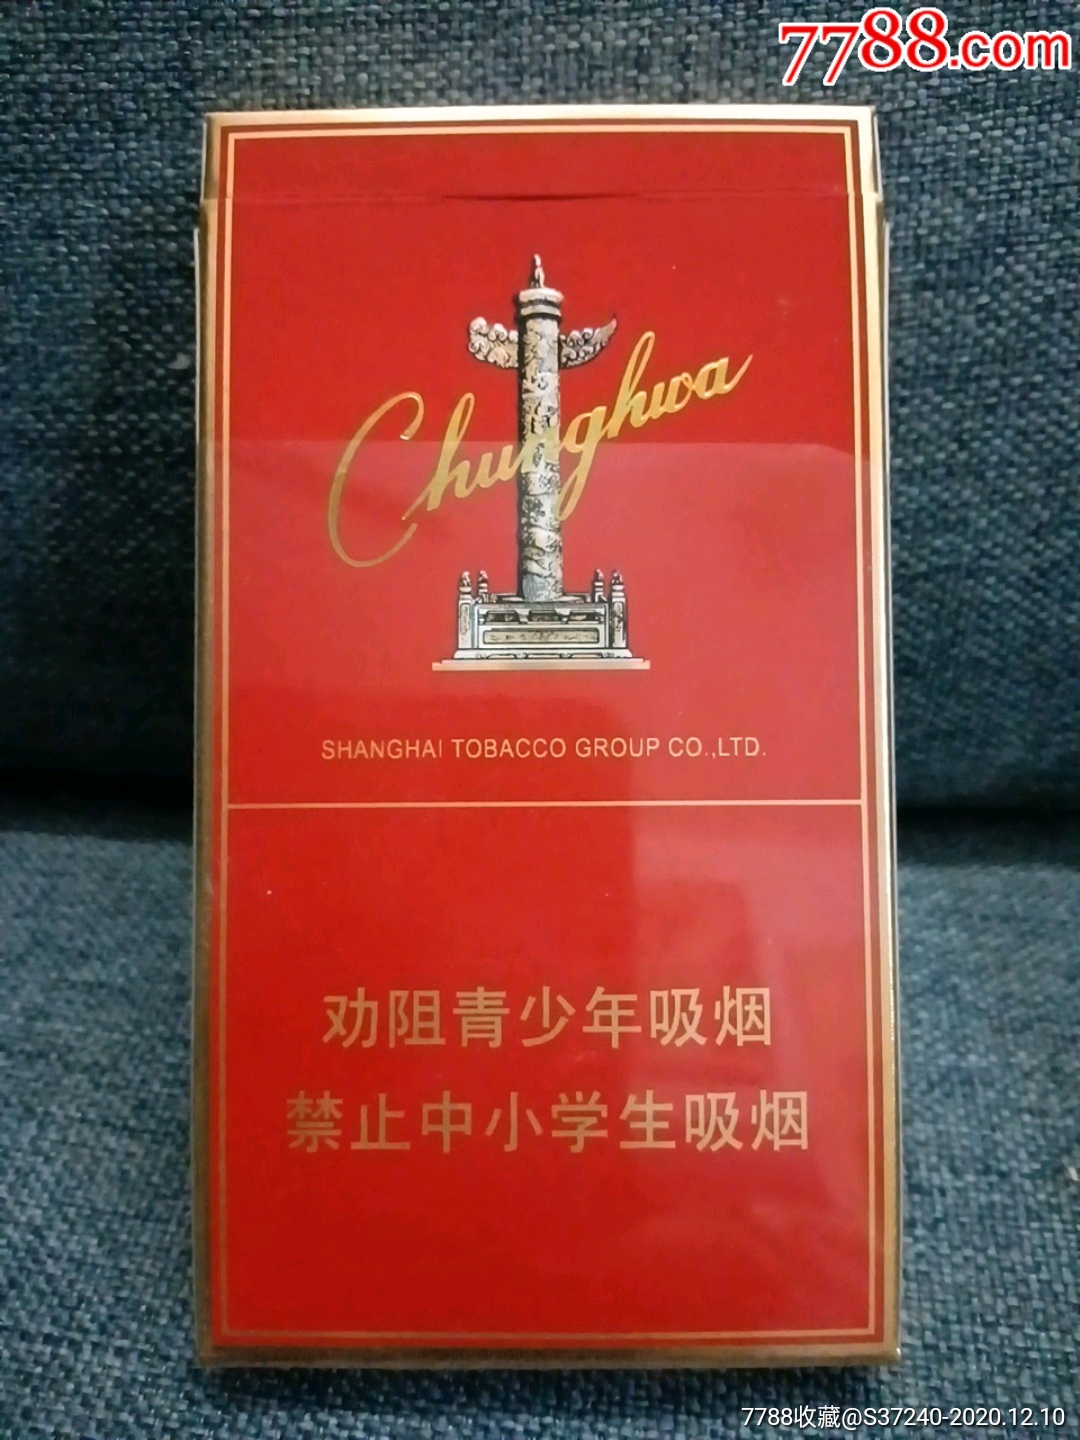 7788.com
Chunghwa
SHANGHAI TOBACCO GROUP CO.,LTD.
劝阻青少年吸烟
禁止中小学生吸烟
7788收藏@S37240-2020.12.10